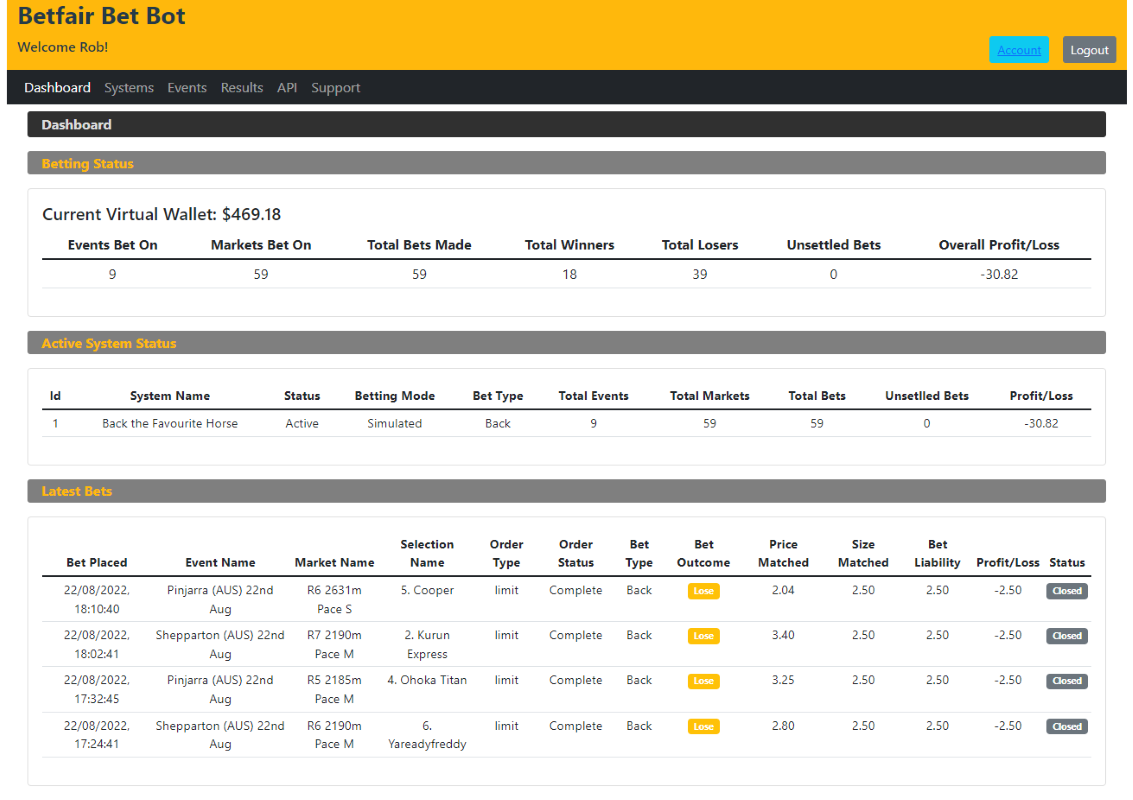 Betfair Bet Bot
Welcome Rob!
Account Logout
Dashboard Systems Events Results API Support
Dashboard
Betting Status
Current Virtual Wallet: $469.18
Events Bet On Markets Bet On Total Bets Made Total Winners Total Losers Unsettled Bets Overall Profit/Loss
9 59 59 18 39 0 -30.82
Active System Status
Id System Name Status Betting Mode Bet Type Total Events Total Markets Total Bets Unsetlled Bets Profit/Loss
1 Back the Favourite Horse Active Simulated Back 9 59 59 0 -30.82
Latest Bets
Selection Order Order Bet Bet Price Size Bet
Bet Placed Event Name Market Name Name Type Status Type Outcome Matched Matched Liability Profit/Loss Status
22/08/2022, Pinjarra (AUS) 22nd R6 2631m 5. Cooper limit Complete Back Lose 2.04 2.50 2.50 -2.50 Closed
18:10:40 Aug Pace S
22/08/2022, Shepparton (AUS) 22nd R7 2190m 2. Kurun limit Complete Back Lose 3.40 2.50 2.50 -2.50 Closed
18:02:41 Aug Pace M Express
22/08/2022, Pinjarra (AUS) 22nd R5 2185m 4. Ohoka Titan limit Complete Back Lose 3.25 2.50 2.50 -2.50 Closed
17:32:45 Aug Pace M
22/08/2022, Shepparton (AUS) 22nd R6 2190m 6. limit Complete Back Lose 2.80 2.50 2.50 -2.50 Closed
17:24:41 Aug Pace M Yareadyfreddy